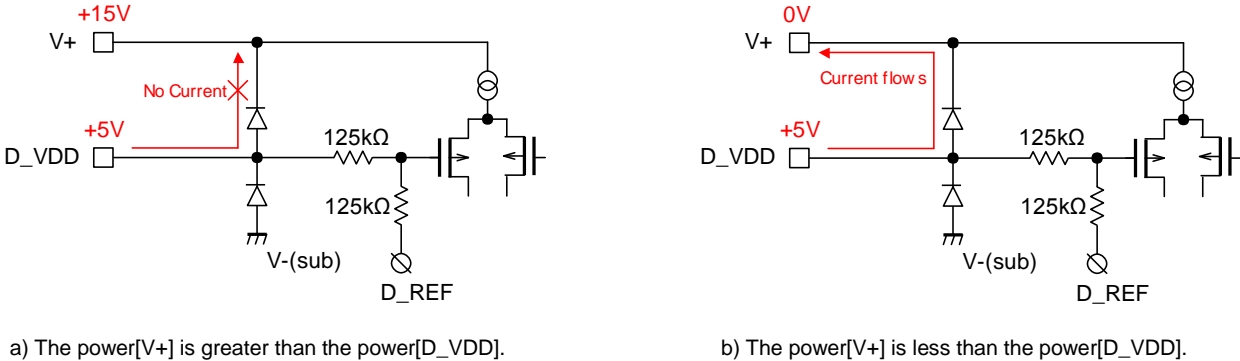 +15V
V+
No Current
+5V
D_VDD
125kΩ
125kΩ
V-(sub)
D_REF
a) The power[V+] is greater than the power[D_VDD].
0V
V+
Current flows
+5V
D_VDD
125kΩ
125kΩ
V-(sub)
D_REF
b) The power[V+] is less than the power[D_VDD].